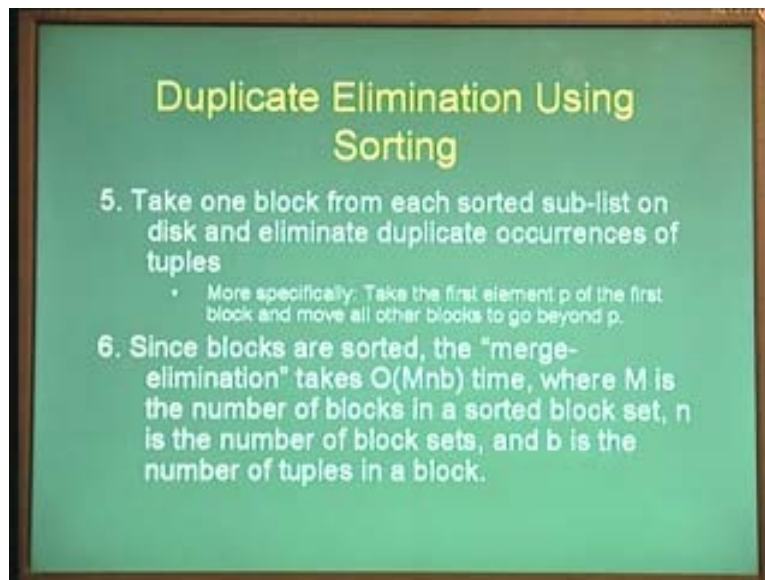 Duplicate Elimination Using
Sorting
5. Take one block from each sorted sub-list on
disk and eliminate duplicate occurrences of
tuples
• More specifically: Take the first element p of the first
block and move all other blocks to go beyond p.
6. Since blocks are sorted, the "merge-
elimination" takes O(Mnb) time, where M is
the number of blocks in a sorted block set, n
is the number of block sets, and b is the
number of tuples in a block.